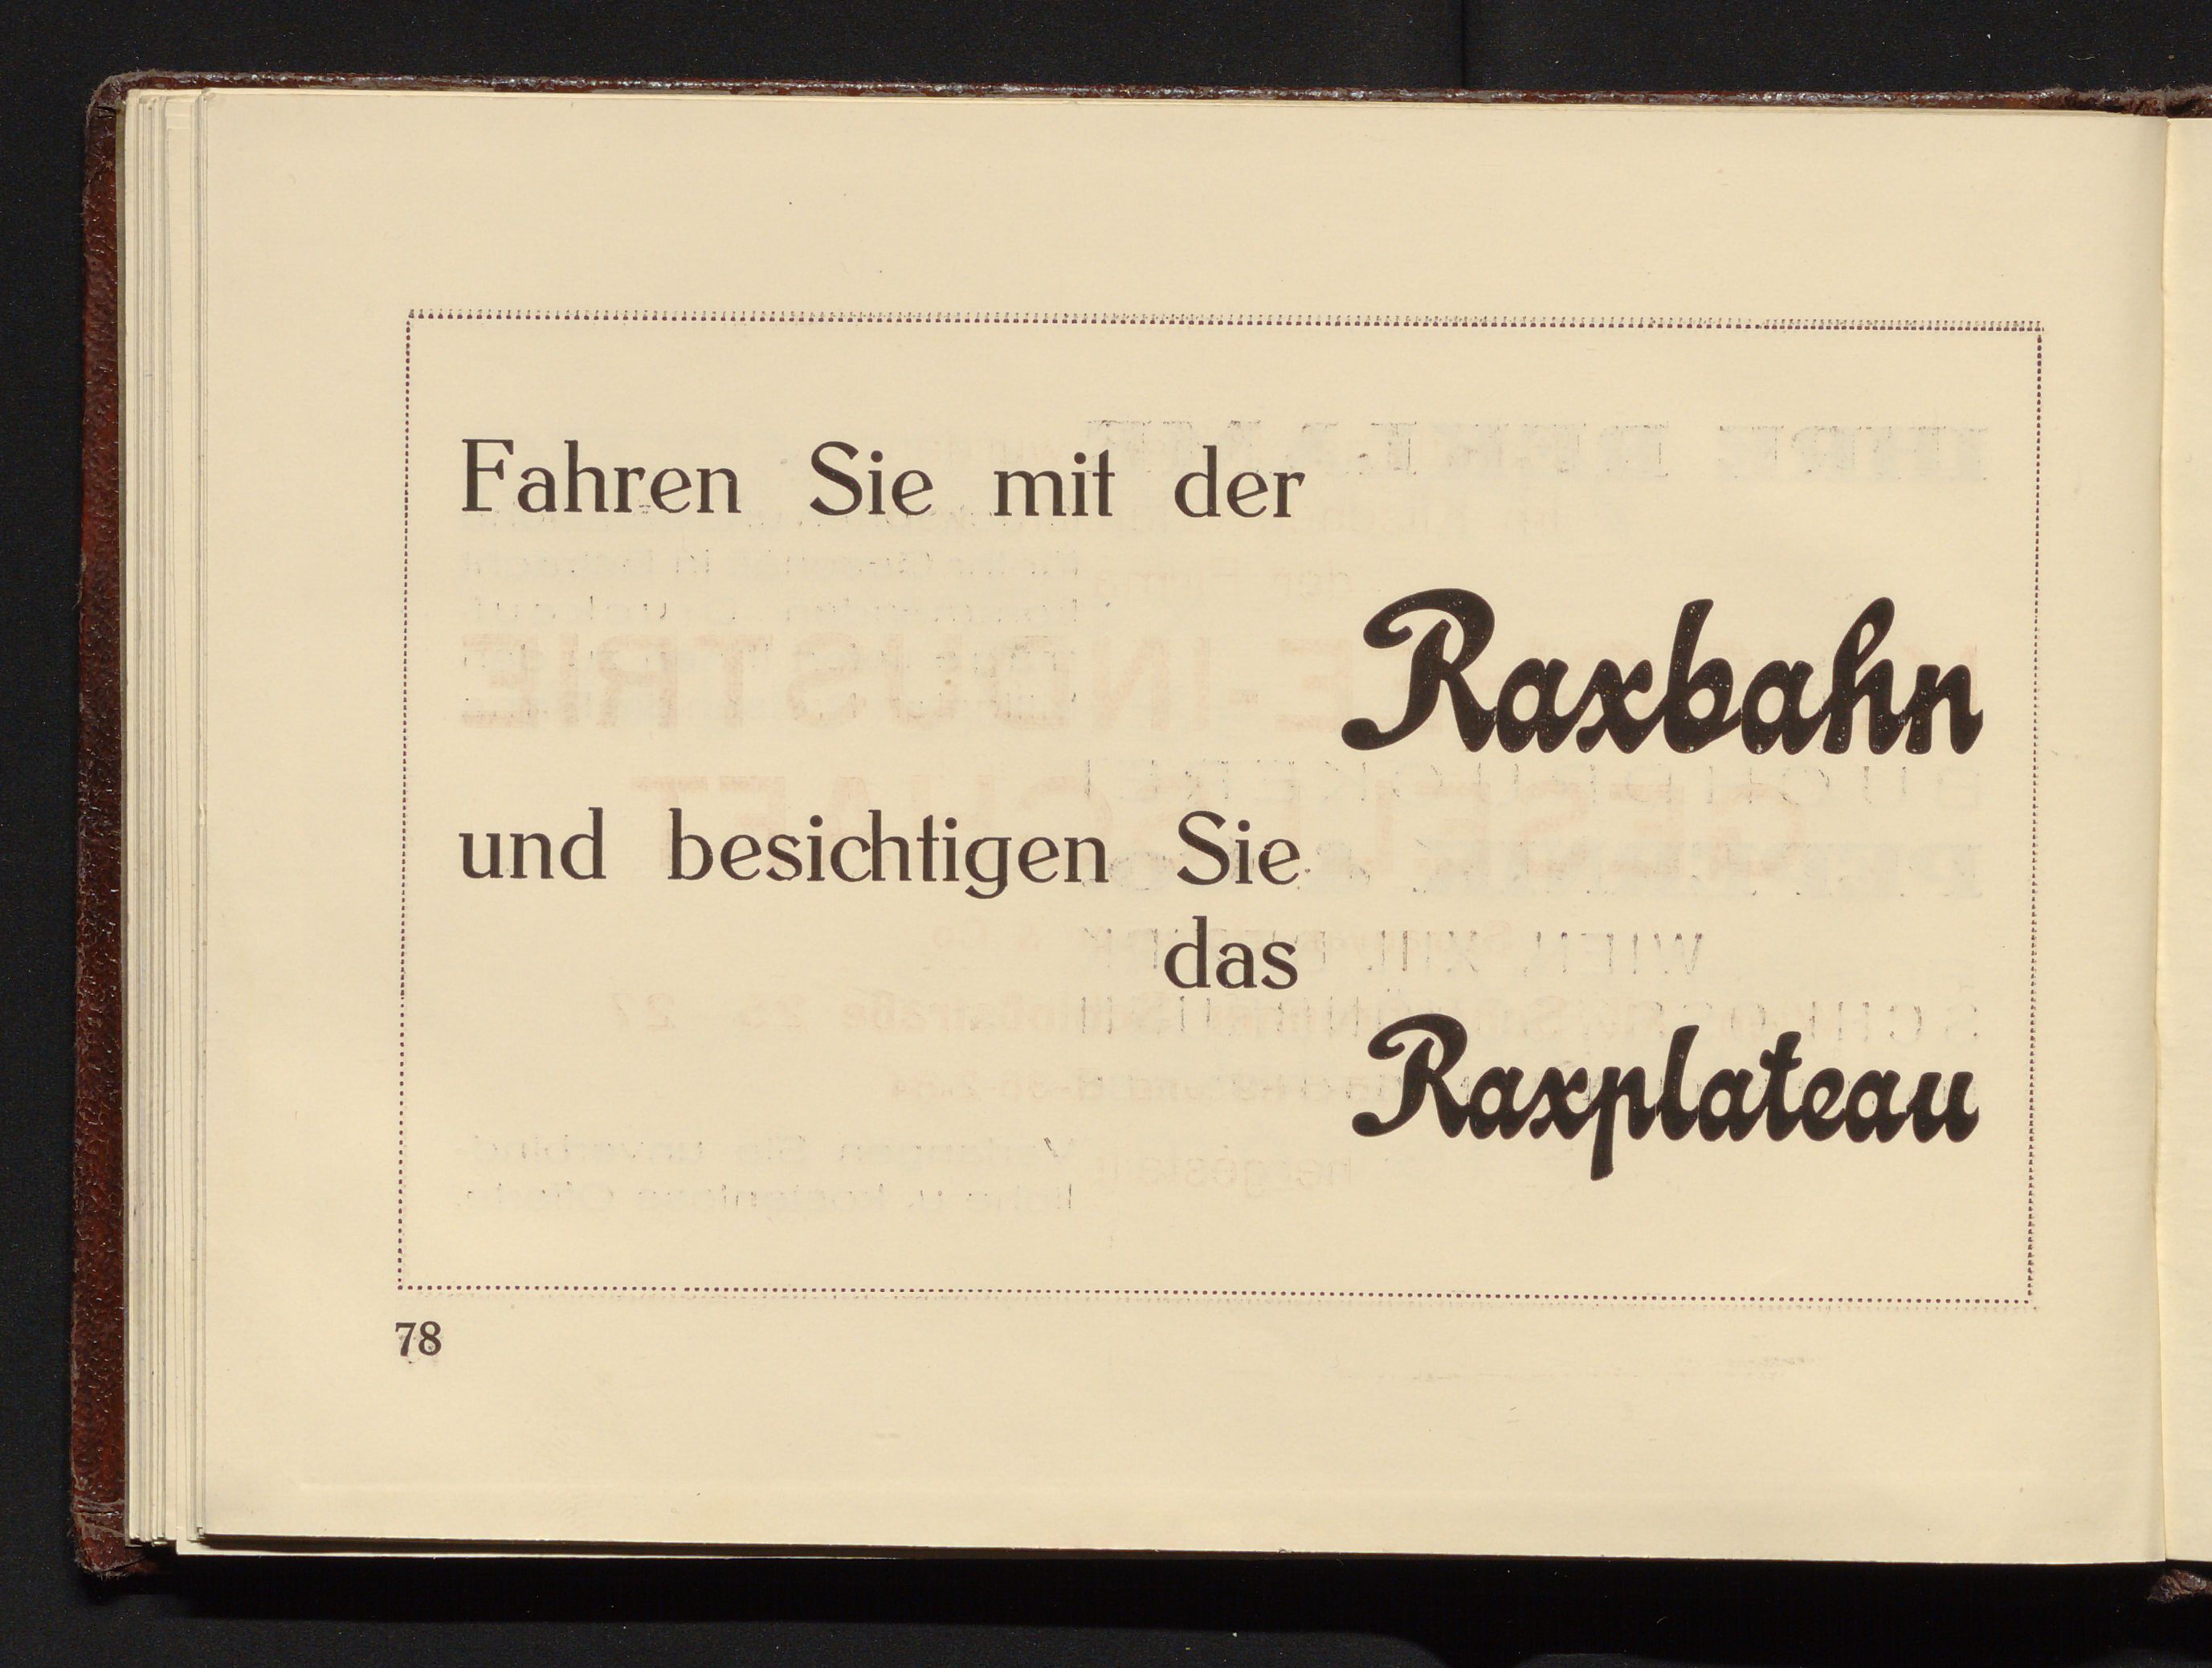 Fahren Sie mit der
Raxbahn
und besichtigen Sie
das
Raxplateau
78